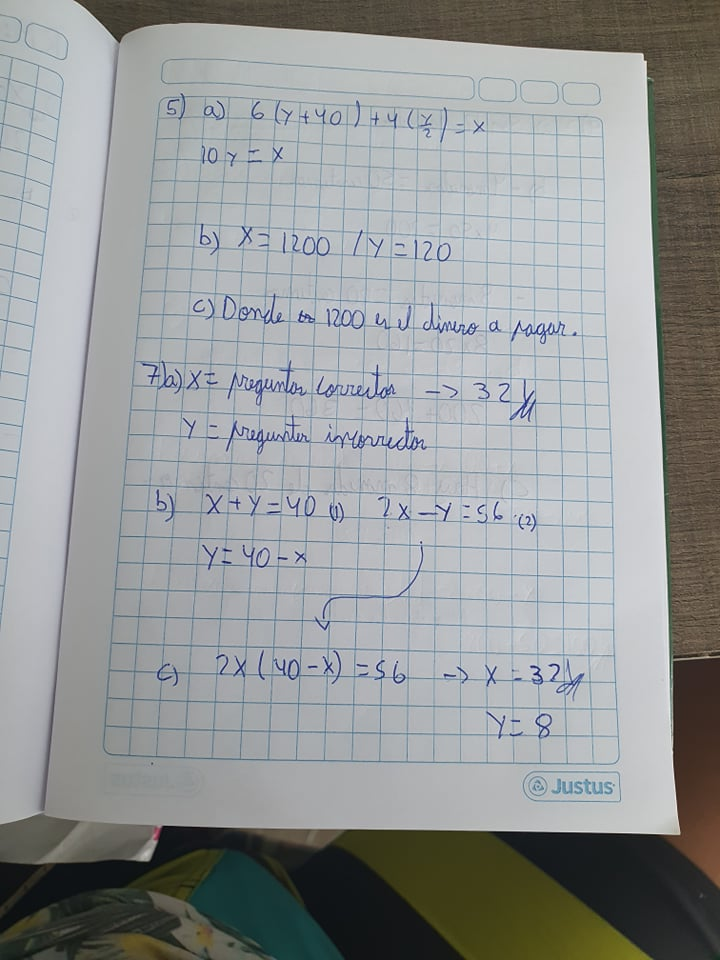 5) a) 6(y+40)+4(y/2)=x
10y=x
b) x=1200 / y=120
c) Donde 1200 es el dinero a pagar.
7)a) X= preguntas correctas -> 32
Y= preguntas incorrectas
b) X+Y=40 (1) 2X-Y=56 (2)
Y=40-x
c) 2X(40-x)=56 -> X=32
Y=8
Justus